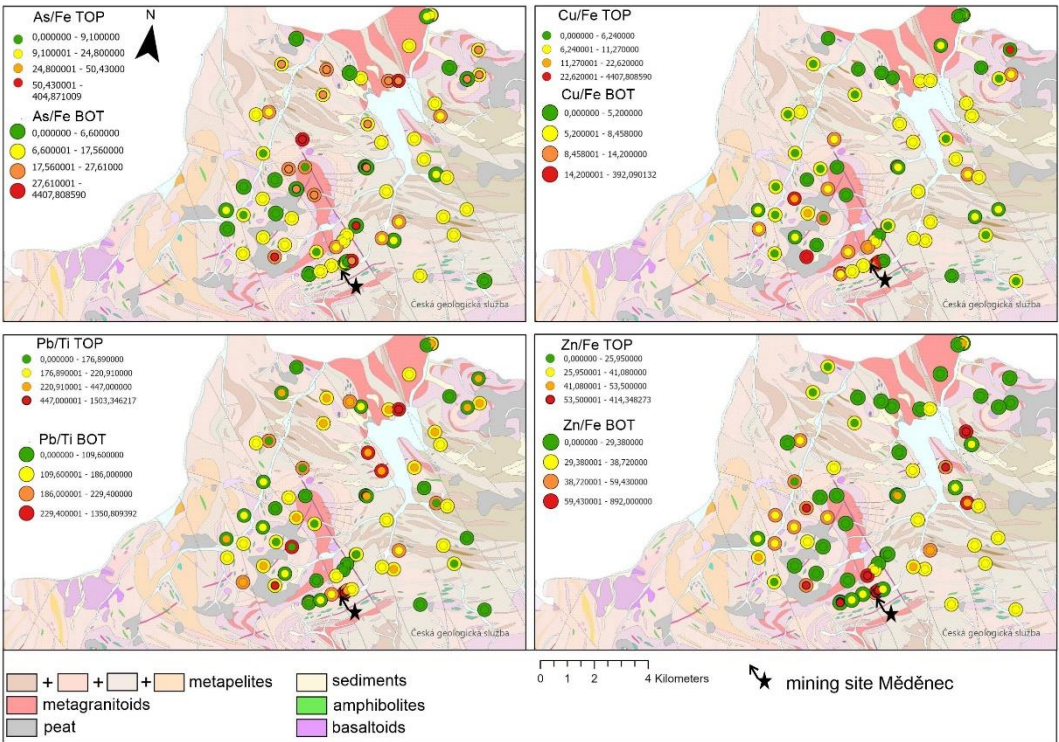 As/Fe TOP
0,000000 - 9,100000
9,100001 - 24,800000
24,800001 - 50,43000
50,430001 -
404,871009
As/Fe BOT
0,000000 - 6,600000
6,600001 - 17,560000
17,560001 - 27,61000
27,610001 -
4407,808590
N
Česká geologická služba
Cu/Fe TOP
0,000000 - 6,240000
6,240001 - 11,270000
11,270001 - 22,620000
22,620001 - 4407,808590
Cu/Fe BOT
0,000000 - 5,200000
5,200001 - 8,458000
8,458001 - 14,200000
14,200001 - 392,090132
Česká geologická služba
Pb/Ti TOP
0,000000 - 176,890000
176,890001 - 220,910000
220,910001 - 447,000000
447,000001 - 1503,346217
Pb/Ti BOT
0,000000 - 109,600000
109,600001 - 186,000000
186,000001 - 229,400000
229,400001 - 1350,809392
Česká geologická služba
Zn/Fe TOP
0,000000 - 25,950000
25,950001 - 41,080000
41,080001 - 53,500000
53,500001 - 414,348273
Zn/Fe BOT
0,000000 - 29,380000
29,380001 - 38,720000
38,720001 - 59,430000
59,430001 - 892,000000
Česká geologická služba
+ + + metapelites
metagranitoids
peat
sediments
amphibolites
basaltoids
0 1 2 4 Kilometers
mining site Měděnec